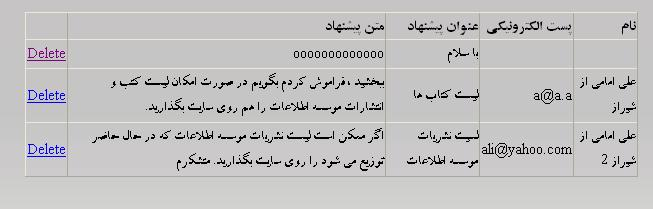 نام پست الکترونیکی عنوان پیشنهاد متن پیشنهاد
با سلام ooooooooooooo Delete
علی امامی از شیراز
a@a.a
لیست کتاب ها
ببخشید ، فراموش کردم بگویم در صورت امکان لیست کتب و
انتشارات موسسه اطلاعات را هم روی سایت بگذارید.
Delete
علی امامی از
شیراز 2
ali@yahoo.com
لسیت نشریات
موسسه اطلاعات
اگر ممکن است لیست نشریات موسسه اطلاعات که در حال حاضر
توزیع می شود را روی سایت بگذارید. متشکرم
Delete